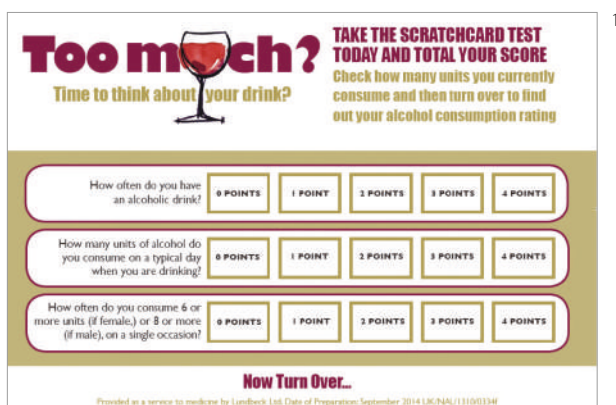 Too much?
Time to think about your drink?
TAKE THE SCRATCHCARD TEST
TODAY AND TOTAL YOUR SCORE
Check how many units you currently
consume and then turn over to find
out your alcohol consumption rating
How often do you have
an alcoholic drink?
0 POINTS 1 POINT 2 POINTS 3 POINTS 4 POINTS
How many units of alcohol do
you consume on a typical day
when you are drinking?
0 POINTS 1 POINT 2 POINTS 3 POINTS 4 POINTS
How often do you consume 6 or
more units (if female,) or 8 or more
(if male), on a single occasion?
0 POINTS 1 POINT 2 POINTS 3 POINTS 4 POINTS
Now Turn Over...
Provided as a service to medicine by Lundbeck Ltd. Date of Preparation: September 2014 UK/NAL/1310/0334f